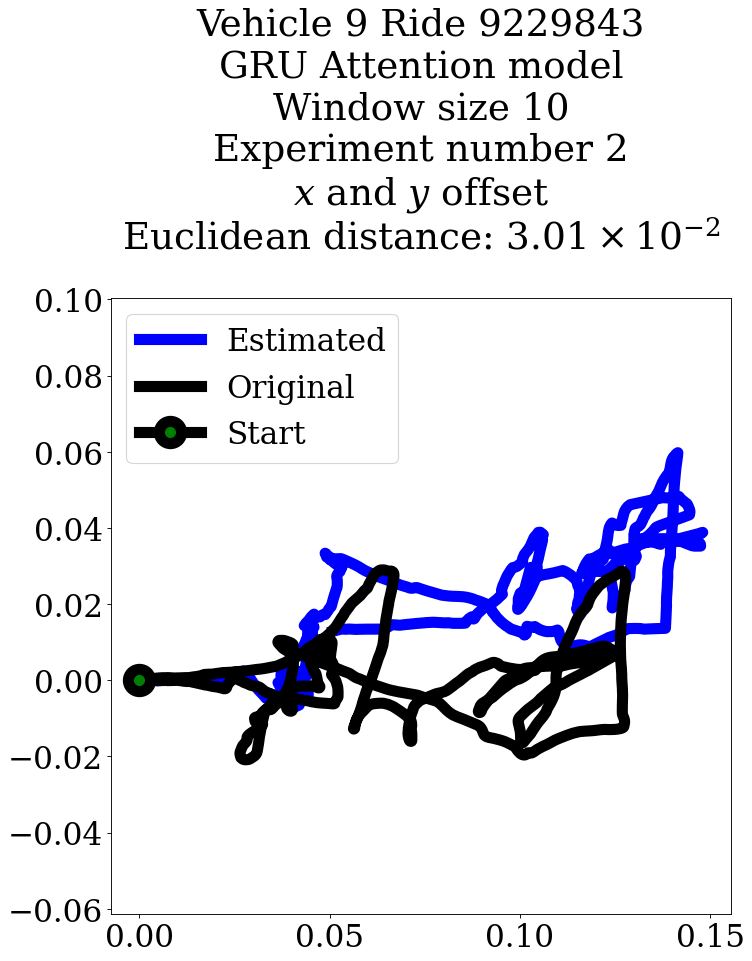 Vehicle 9 Ride 9229843
GRU Attention model
Window size 10
Experiment number 2
x and y offset
Euclidean distance: 3.01 × 10⁻²
0.10
0.08
0.06
0.04
0.02
0.00
−0.02
−0.04
−0.06
Estimated
Original
Start
0.00 0.05 0.10 0.15